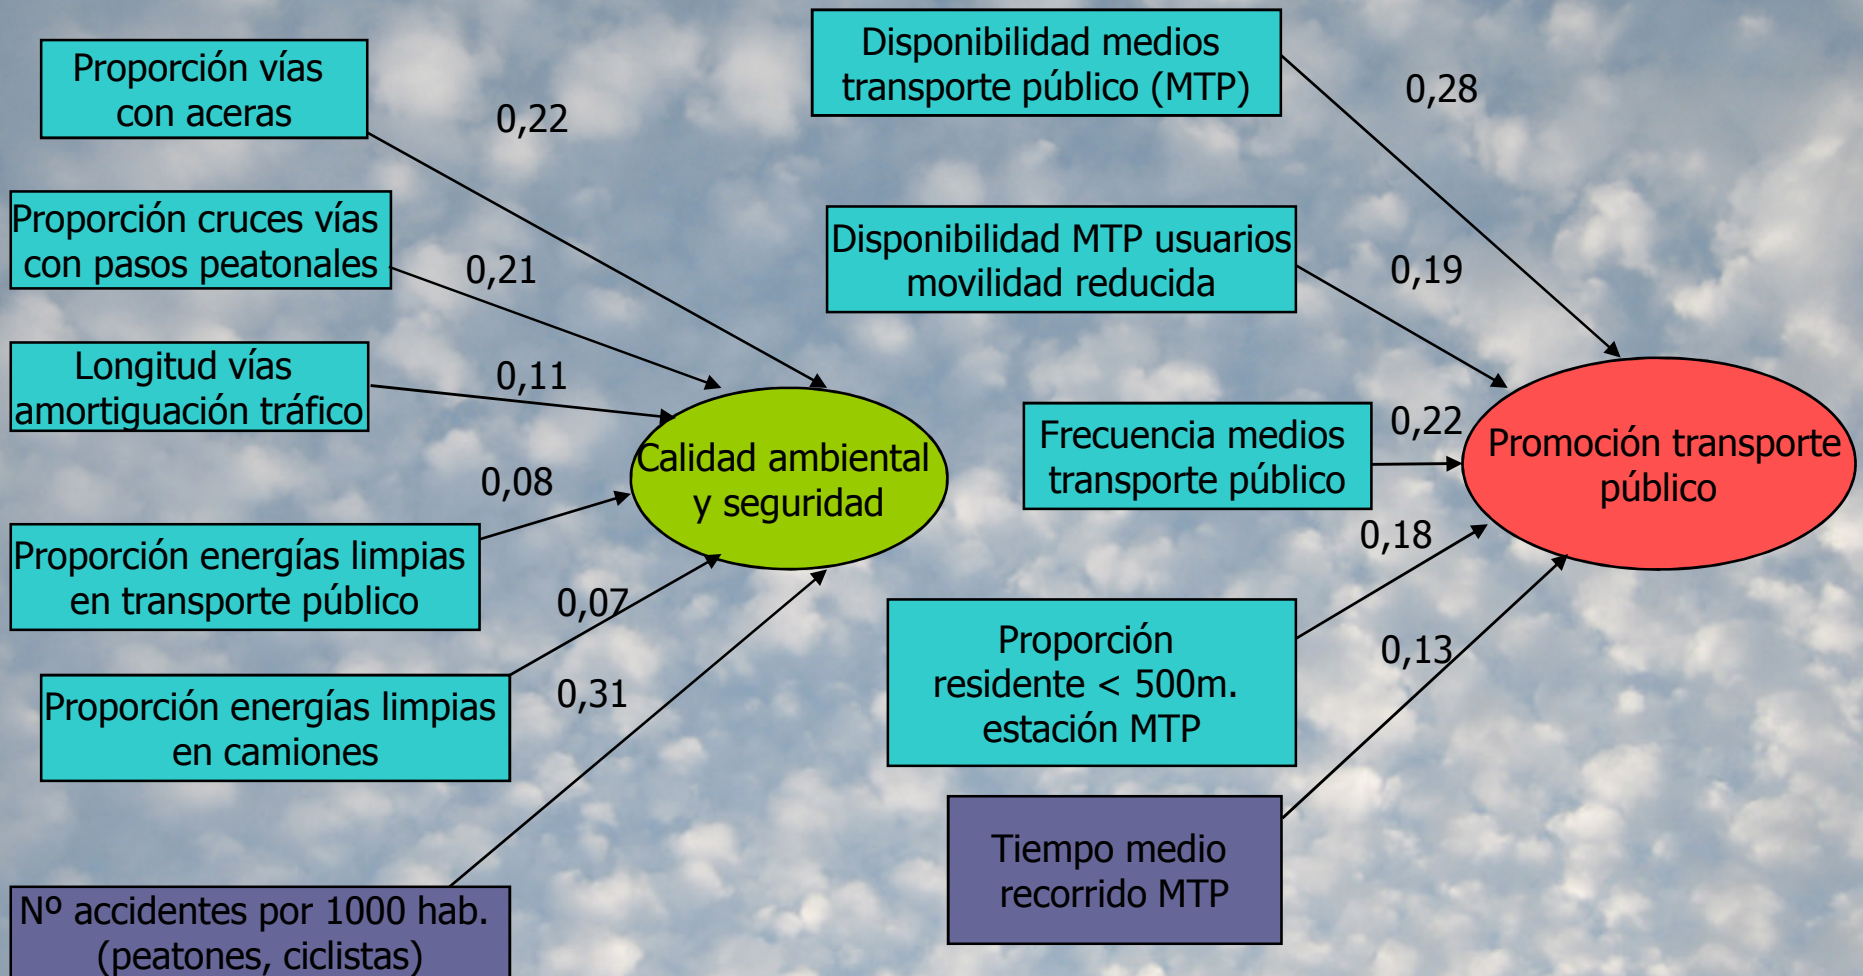 Proporción vías
con aceras
0,22
Proporción cruces vías
con pasos peatonales
0,21
Longitud vías
amortiguación tráfico
0,11
Calidad ambiental
y seguridad
0,08
Proporción energías limpias
en transporte público
0,07
Proporción energías limpias
en camiones
0,31
Nº accidentes por 1000 hab.
(peatones, ciclistas)
Disponibilidad medios
transporte público (MTP)
0,28
Disponibilidad MTP usuarios
movilidad reducida
0,19
Frecuencia medios
transporte público
0,22
Promoción transporte
público
0,18
Proporción
residente < 500m.
estación MTP
0,13
Tiempo medio
recorrido MTP